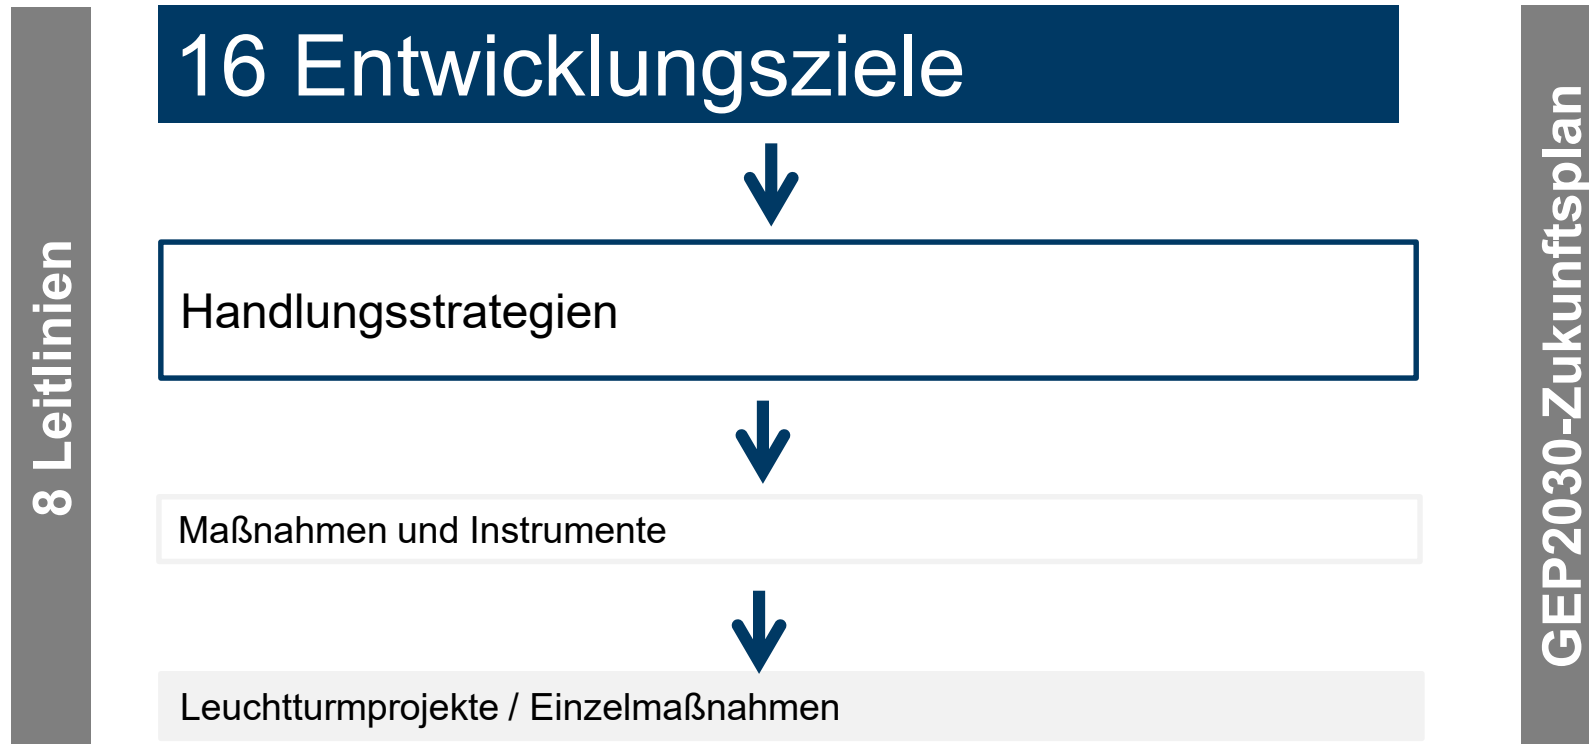 8 Leitlinien
16 Entwicklungsziele
Handlungsstrategien
Maßnahmen und Instrumente
Leuchtturmprojekte / Einzelmaßnahmen
GEP2030-Zukunftsplan